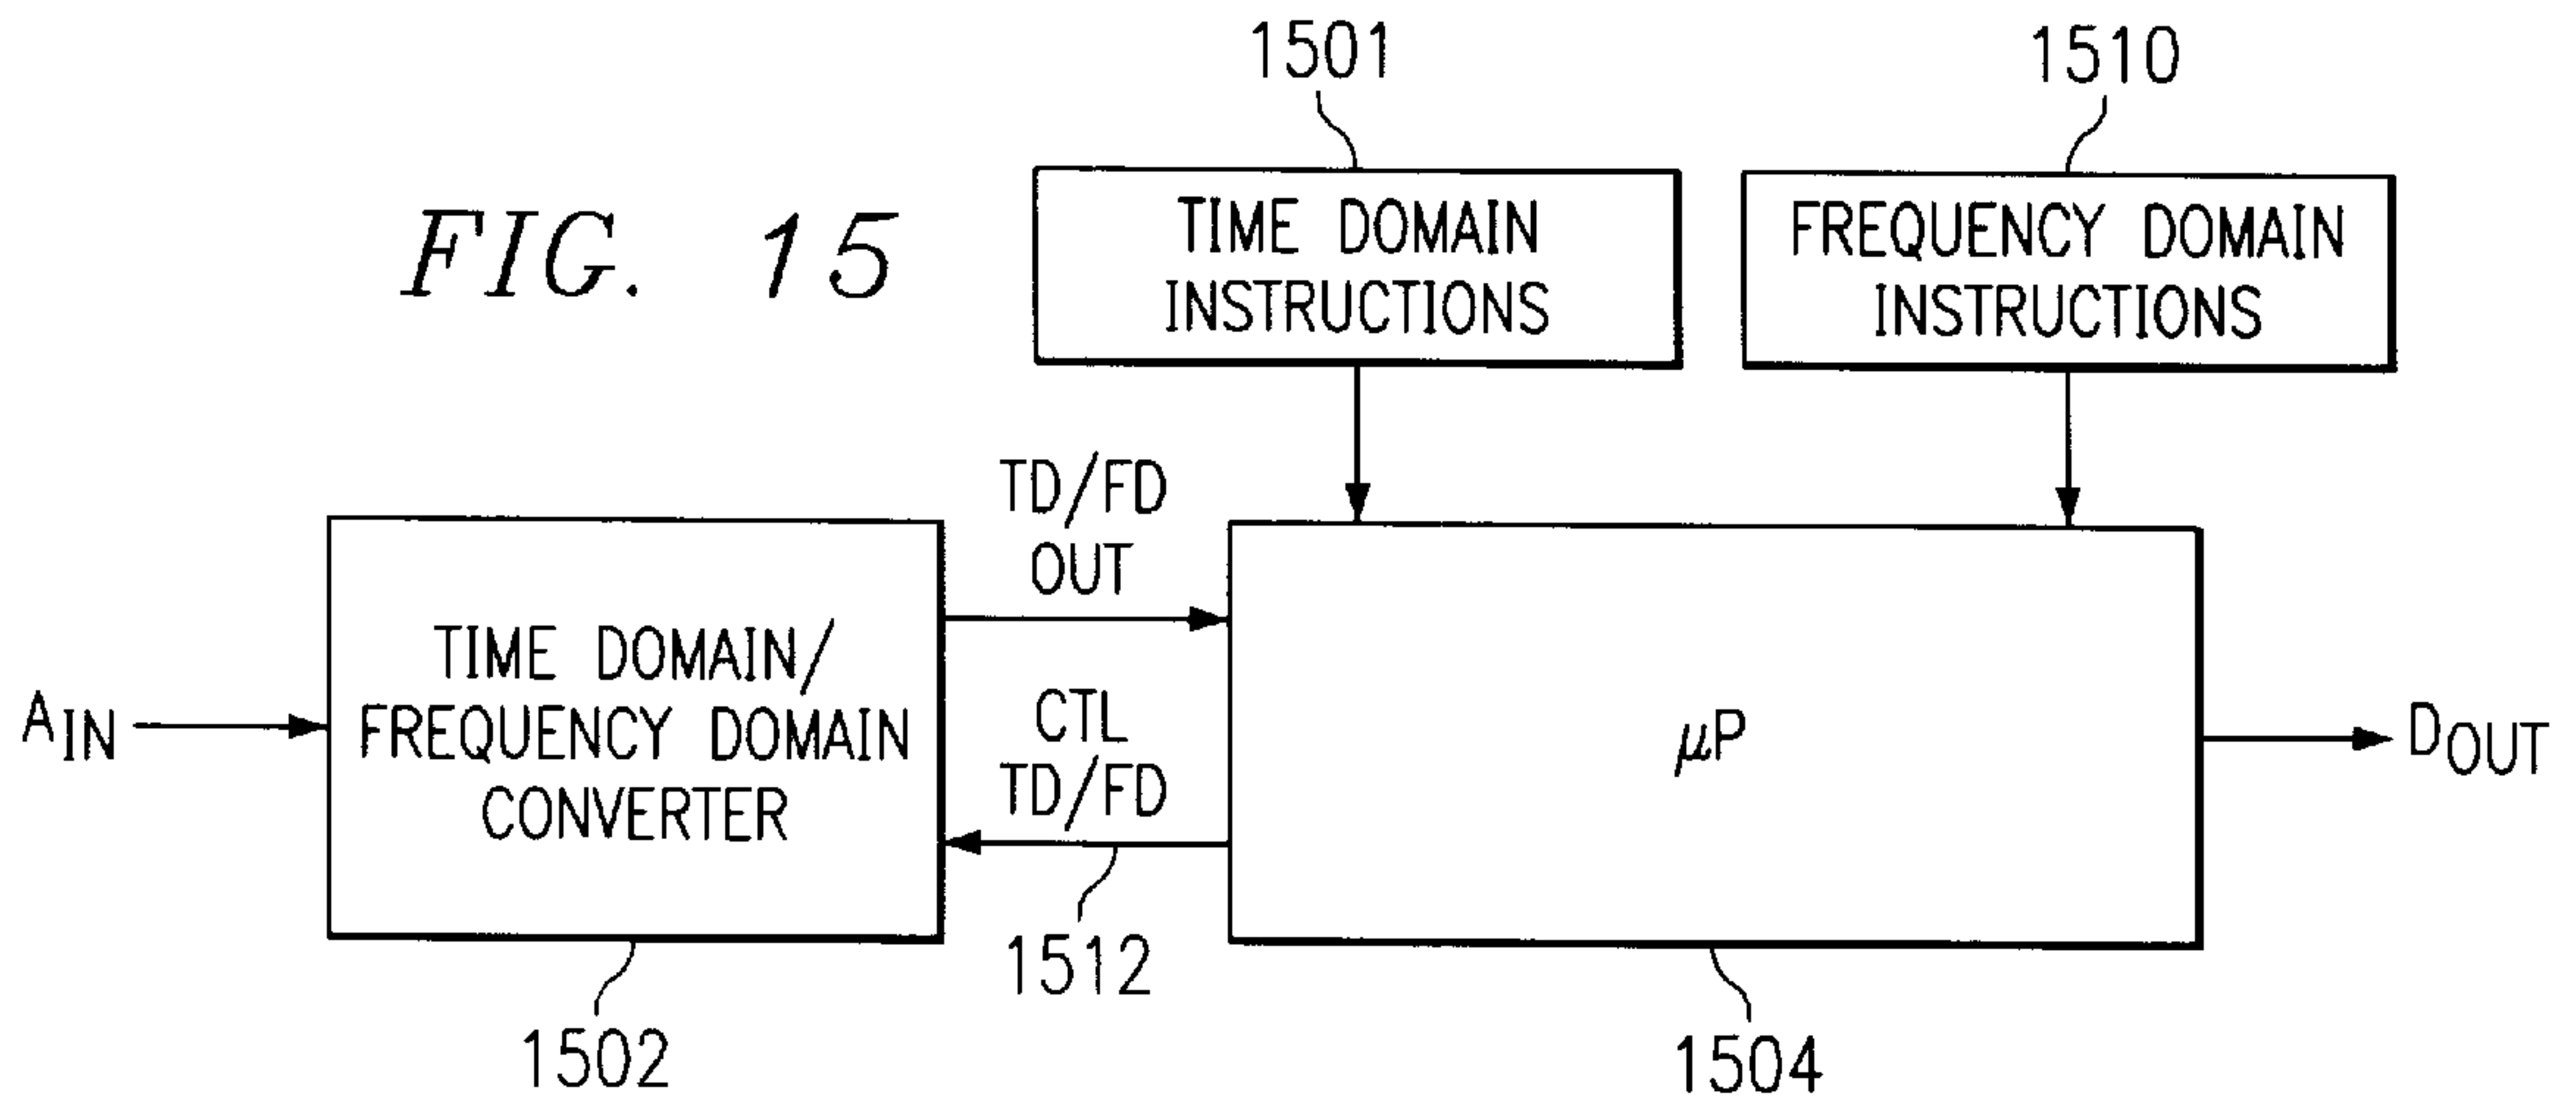 1501
1510
FIG. 15
TIME DOMAIN
INSTRUCTIONS
FREQUENCY DOMAIN
INSTRUCTIONS
TD/FD
OUT
TIME DOMAIN/
FREQUENCY DOMAIN
CONVERTER
AIN
CTL
TD/FD
μP
DOUT
1512
1502
1504